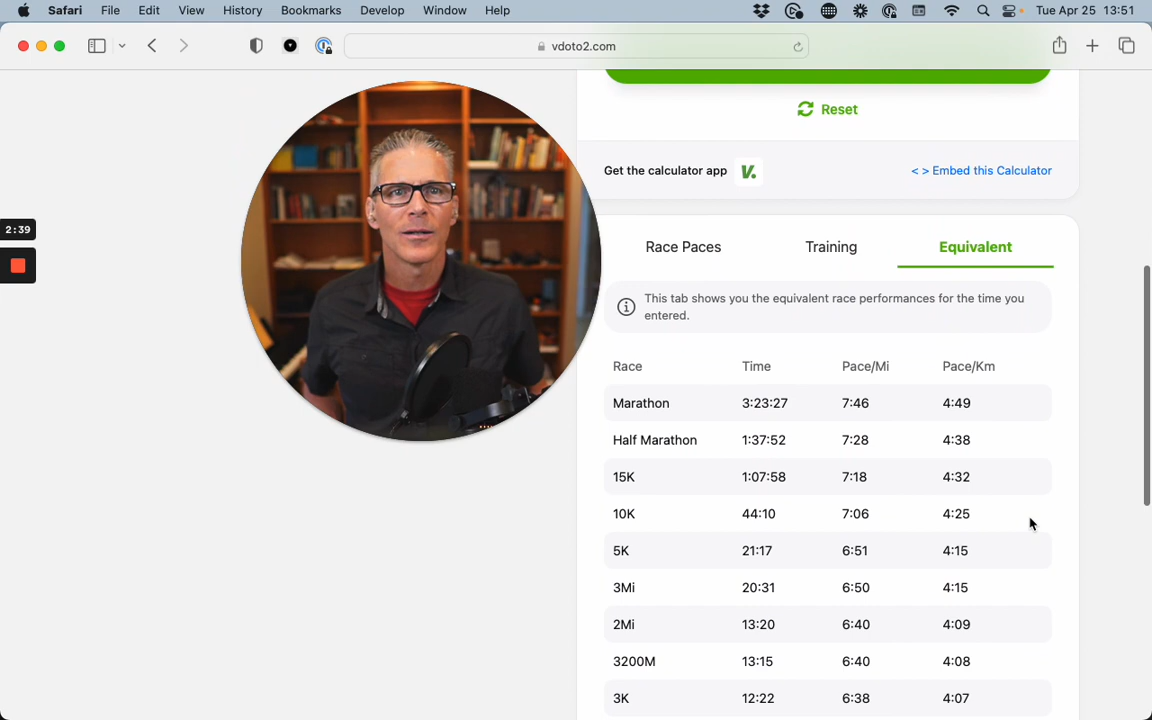 Safari File Edit View History Bookmarks Develop Window Help Tue Apr 25 13:51
vdoto2.com
2:39
Reset
Get the calculator app V. < > Embed this Calculator
Race Paces Training Equivalent
This tab shows you the equivalent race performances for the time you
entered.
Race Time Pace/Mi Pace/Km
Marathon 3:23:27 7:46 4:49
Half Marathon 1:37:52 7:28 4:38
15K 1:07:58 7:18 4:32
10K 44:10 7:06 4:25
5K 21:17 6:51 4:15
3Mi 20:31 6:50 4:15
2Mi 13:20 6:40 4:09
3200M 13:15 6:40 4:08
3K 12:22 6:38 4:07